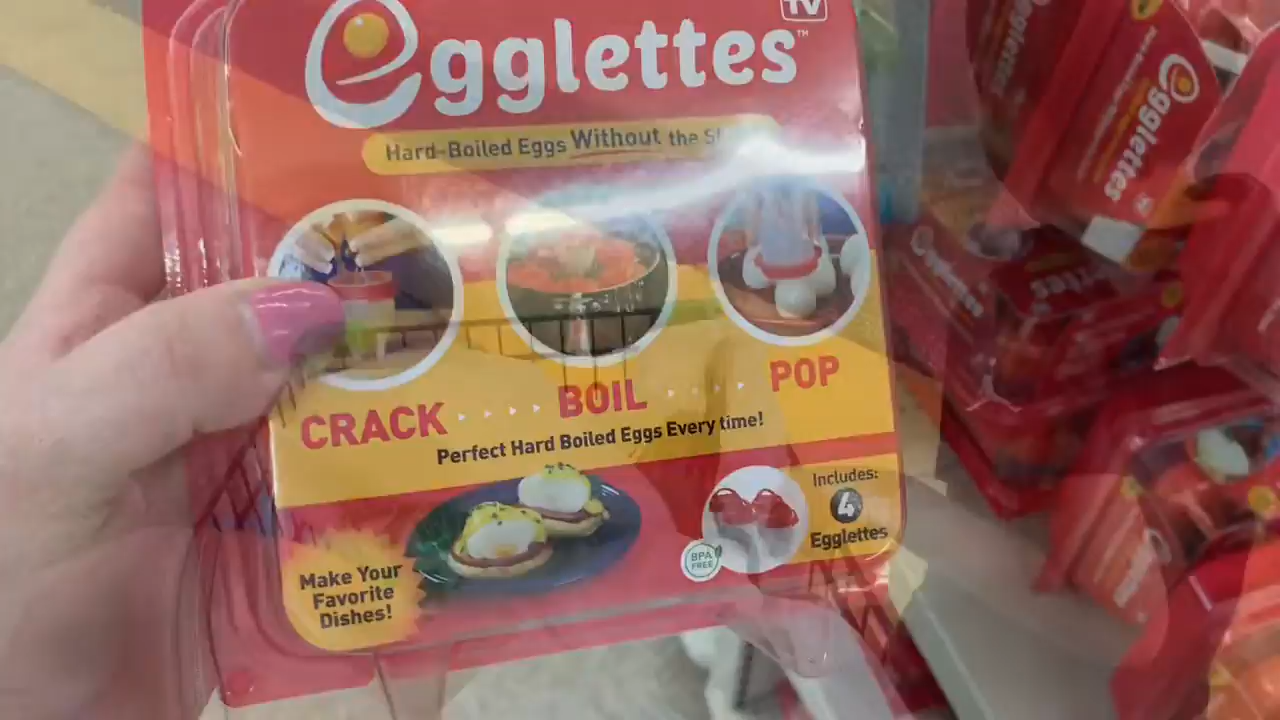 TV
egglettes™
Hard-Boiled Eggs Without the
CRACK BOIL POP
Perfect Hard Boiled Eggs Every time!
Includes:
4
Egglettes
BPA
FREE
Make Your
Favorite
Dishes!
egglettes